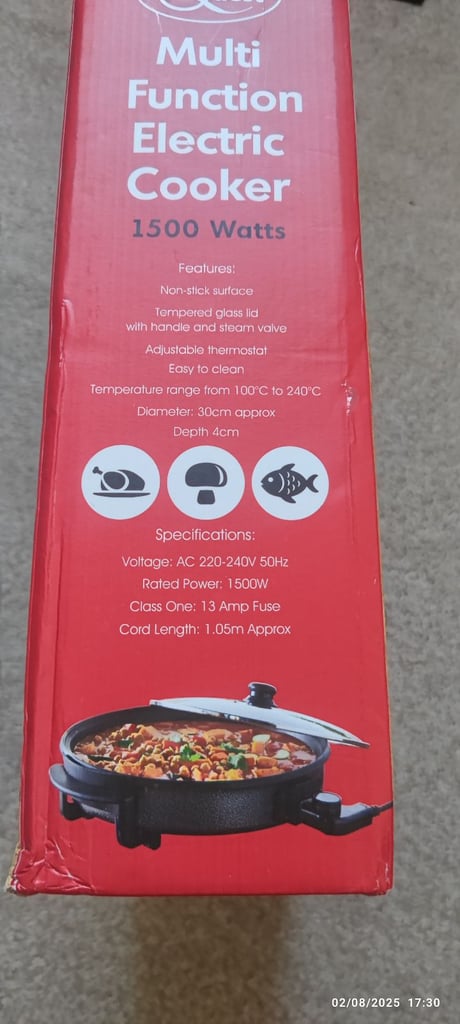 Multi
Function
Electric
Cooker
1500 Watts
Features:
Non-stick surface
Tempered glass lid
with handle and steam valve
Adjustable thermostat
Easy to clean
Temperature range from 100°C to 240°C
Diameter: 30cm approx
Depth 4cm
Specifications:
Voltage: AC 220-240V 50Hz
Rated Power: 1500W
Class One: 13 Amp Fuse
Cord Length: 1.05m Approx
02/08/2025 17:30